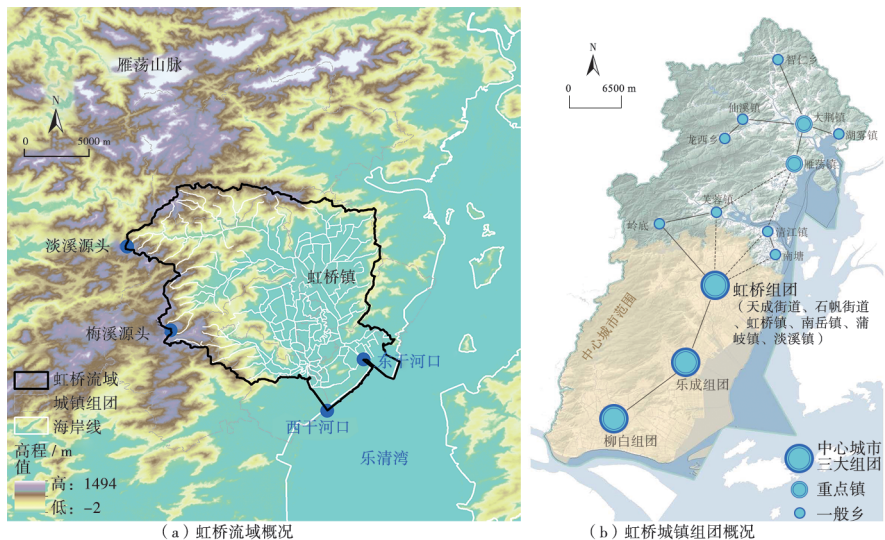 雁荡山脉
N
0 5000 m
淡溪源头
虹桥镇
梅溪源头
东干河口
西干河口
乐清湾
虹桥流域
城镇组团
海岸线
高程 / m
值
高：1494
低：-2
（a）虹桥流域概况
N
0 6500 m
智仁乡
仙溪镇
大荆镇
龙西乡
湖雾镇
雁荡镇
芙蓉镇
岭底
清江镇
南塘
虹桥组团
（天成街道、石帆街道
、虹桥镇、南岳镇、蒲
岐镇、淡溪镇）
中心城市范围
乐成组团
柳白组团
中心城市
三大组团
重点镇
一般乡
（b）虹桥城镇组团概况